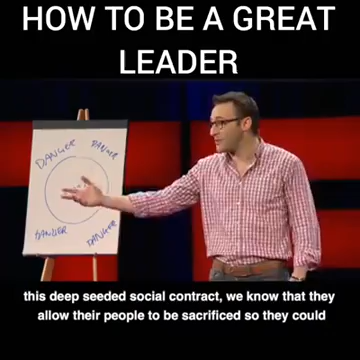 HOW TO BE A GREAT
LEADER
DANGER DANGER
DANGER DANGER
this deep seeded social contract, we know that they
allow their people to be sacrificed so they could